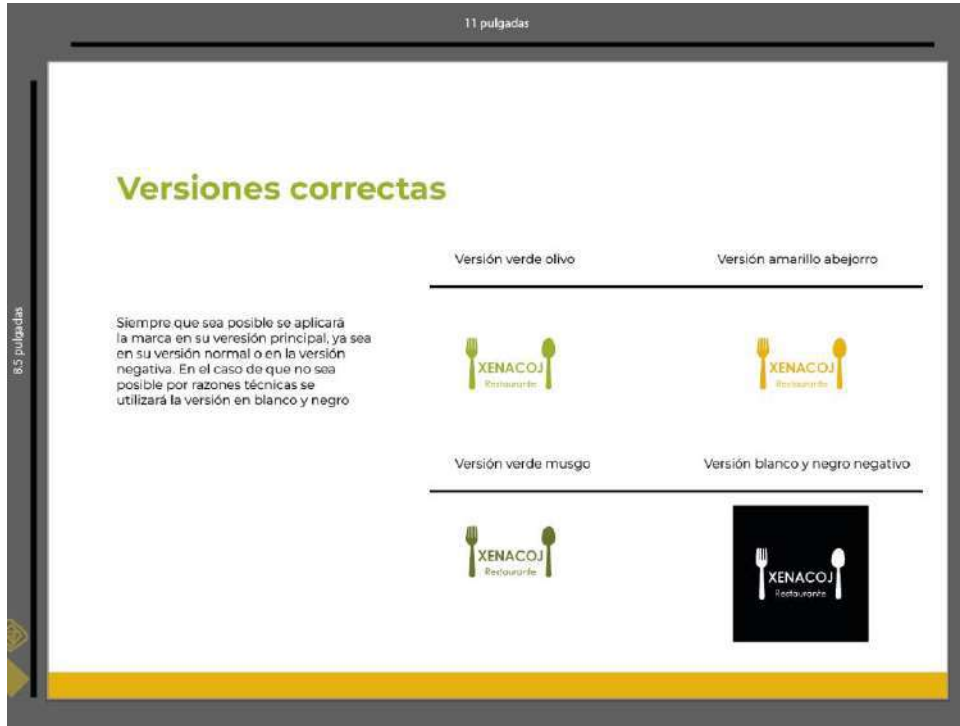 11 pulgadas
8.5 pulgadas
Versiones correctas
Siempre que sea posible se aplicará
la marca en su veresión principal, ya sea
en su versión normal o en la versión
negativa. En el caso de que no sea
posible por razones técnicas se
utilizará la versión en blanco y negro
Versión verde olivo
XENACOJ
Restaurante
Versión amarillo abejorro
XENACOJ
Restaurante
Versión verde musgo
XENACOJ
Restaurante
Versión blanco y negro negativo
XENACOJ
Restaurante